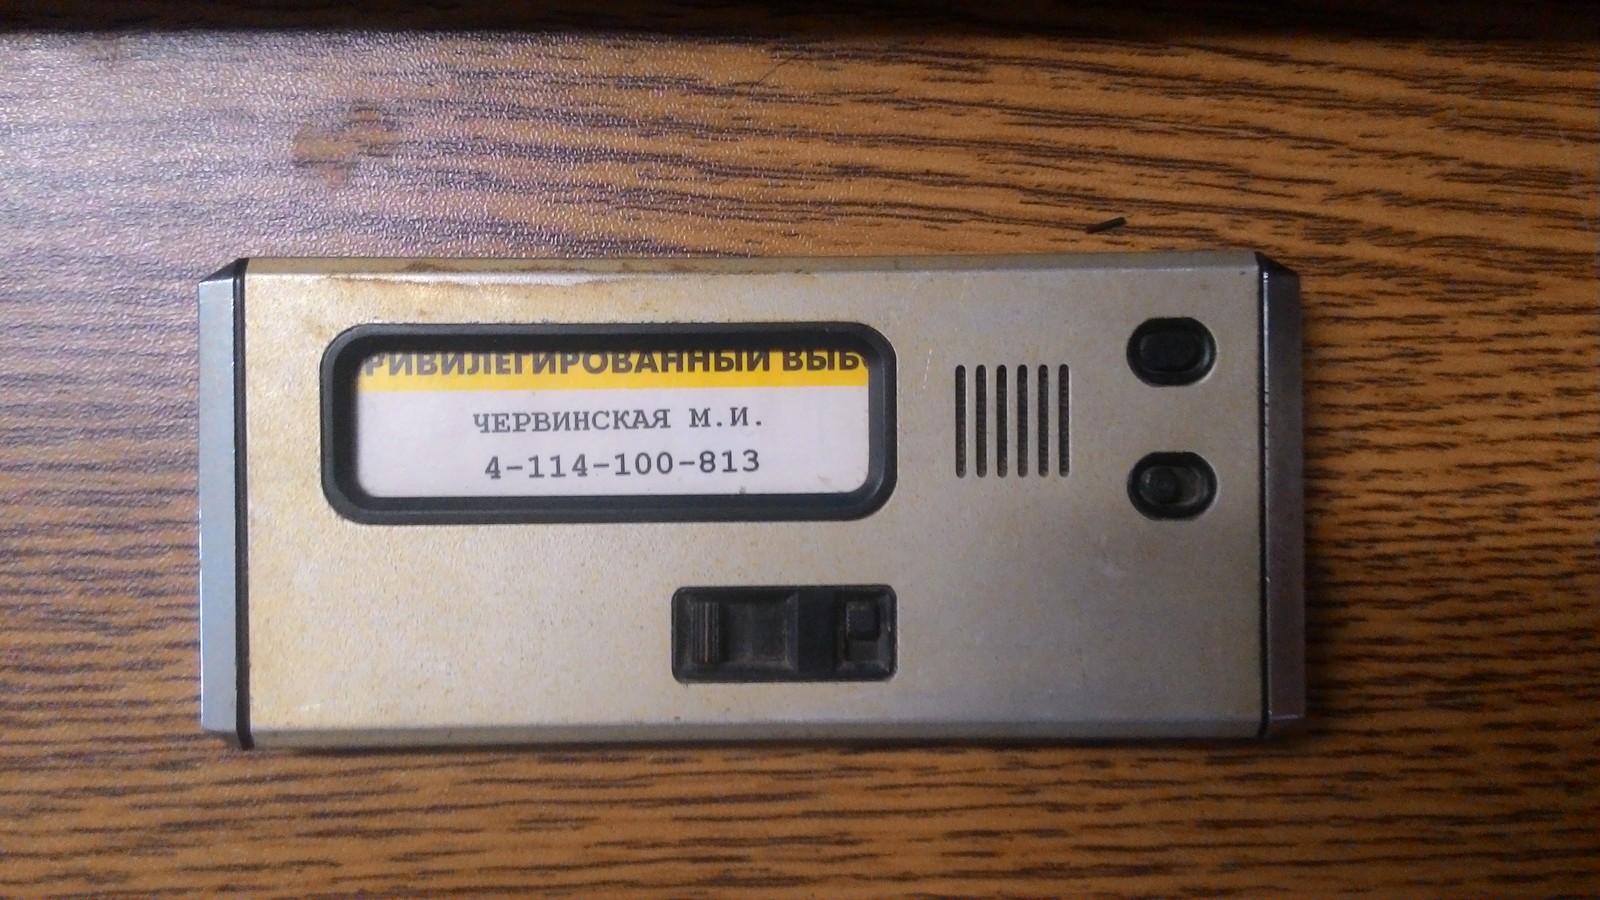 РИВИЛЕГИРОВАННЫЙ ВЫБ
ЧЕРВИНСКАЯ М.И.
4-114-100-813